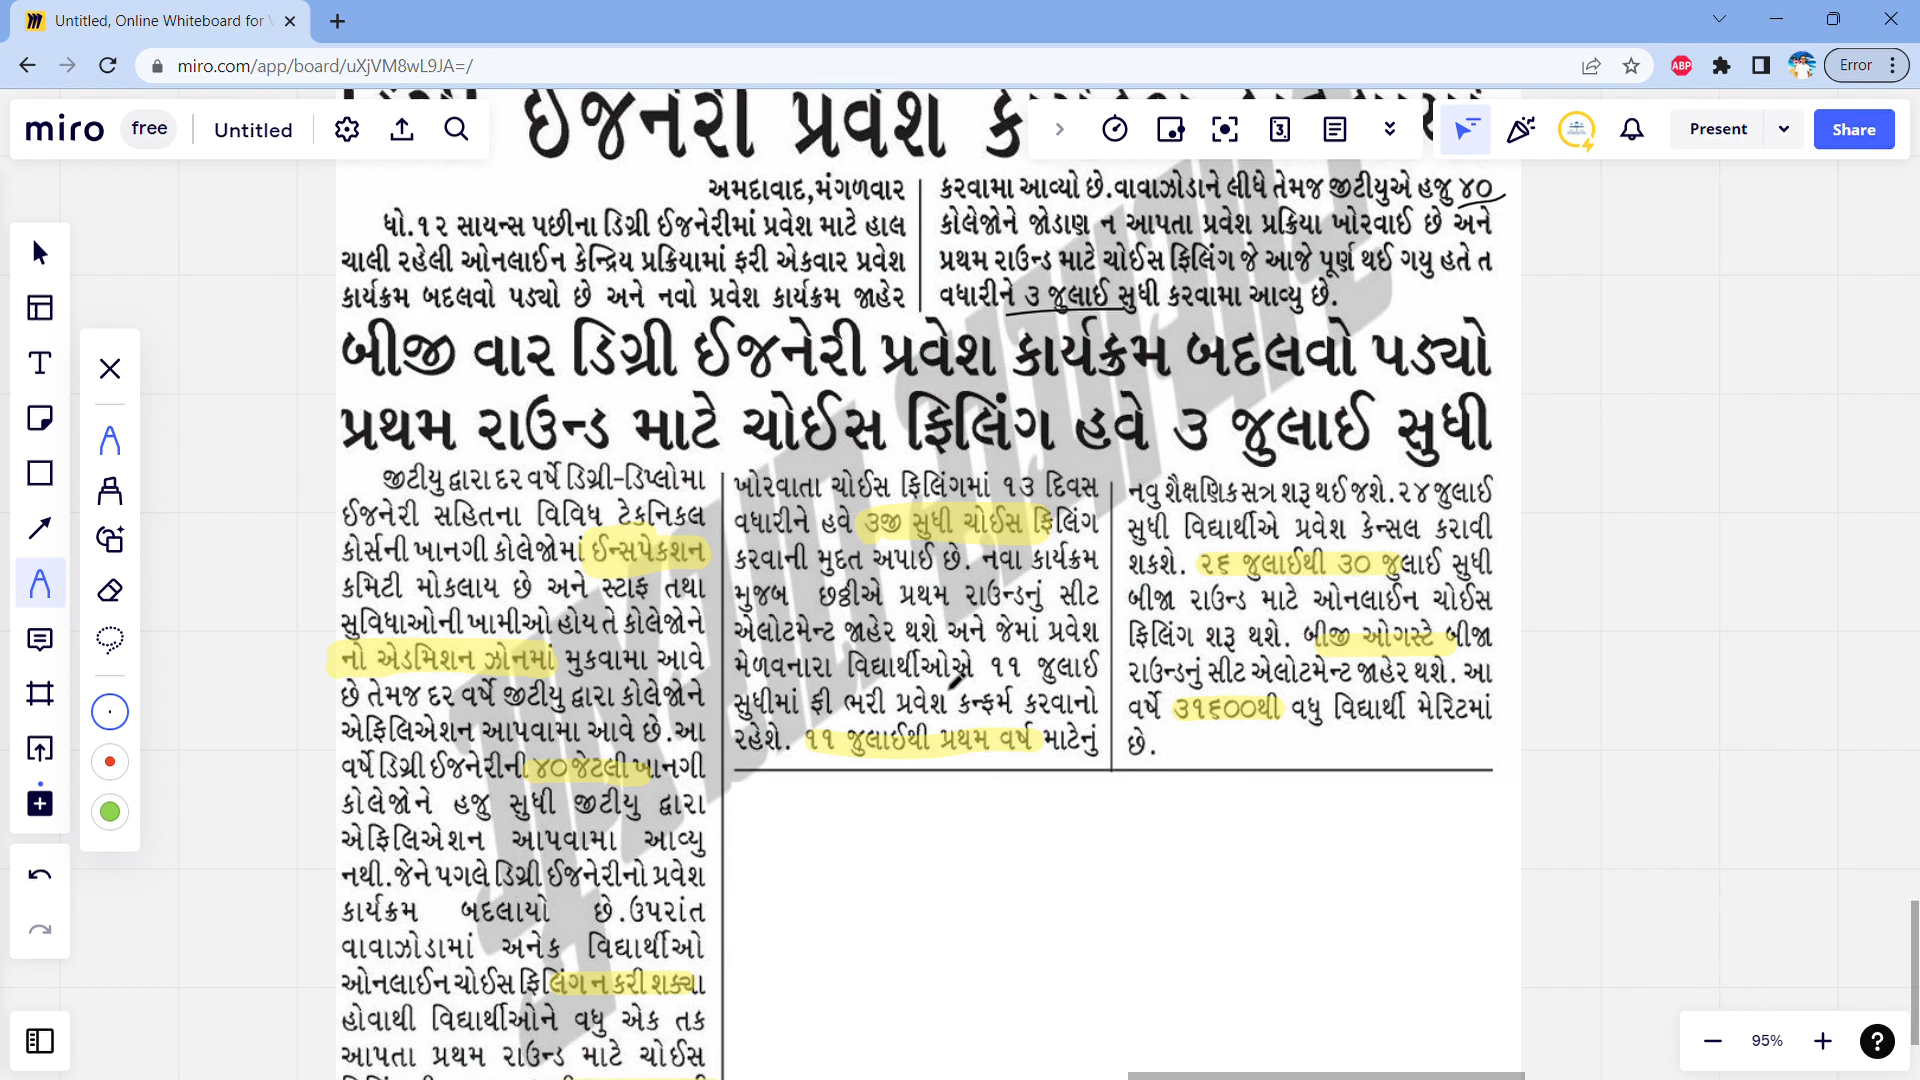 Untitled, Online Whiteboard for
miro.com/app/board/uXjVM8wL9JA=/
ABP
Error
miro
free
Untitled
3
Present
Share
ઈજનેરી પ્રવેશ
અમદાવાદ,મંગળવાર
ધો.૧૨ સાયન્સ પછીના ડિગ્રી ઈજનેરીમાં પ્રવેશ માટે હાલ
ચાલી રહેલી ઓનલાઈન કેન્દ્રિય પ્રક્રિયામાં ફરી એકવાર પ્રવેશ
કાર્યક્રમ બદલવો પડ્યો છે અને નવો પ્રવેશ કાર્યક્રમ જાહેર
કરવામા આવ્યો છે.વાવાઝોડાને લીધે તેમજ જીટીયુએ હજુ ૪૦
કોલેજોને જોડાણ ન આપતા પ્રવેશ પ્રક્રિયા ખોરવાઈ છે અને
પ્રથમ રાઉન્ડ માટે ચોઈસ ફિલિંગ જે આજે પૂર્ણ થઈ ગયુ હતે ત
વધારીને ૩ જુલાઈ સુધી કરવામા આવ્યુ છે.
બીજી વાર ડિગ્રી ઈજનેરી પ્રવેશ કાર્યક્રમ બદલવો પડ્યો
પ્રથમ રાઉન્ડ માટે ચોઈસ ફિલિંગ હવે ૩ જુલાઈ સુધી
જીટીયુ દ્વારા દર વર્ષે ડિગ્રી-ડિપ્લોમા
ઈજનેરી સહિતના વિવિધ ટેકનિકલ
કોર્સની ખાનગી કોલેજોમાં ઈન્સપેકશન
કમિટી મોકલાય છે અને સ્ટાફ તથા
સુવિધાઓની ખામીઓ હોય તે કોલેજોને
નો એડમિશન ઝોનમાં મુકવામા આવે
છે તેમજ દર વર્ષે જીટીયુ દ્વારા કોલેજોને
એફિલિએશન આપવામા આવે છે.આ
વર્ષે ડિગ્રી ઈજનેરીની ૪૦ જેટલી ખાનગી
કોલેજોને હજુ સુધી જીટીયુ દ્વારા
એફિલિએશન આપવામા આવ્યુ
નથી.જેને પગલે ડિગ્રી ઈજનેરીનો પ્રવેશ
કાર્યક્રમ બદલાયો છે.ઉપરાંત
વાવાઝોડામાં અનેક વિદ્યાર્થીઓ
ઓનલાઈન ચોઈસ ફિલિંગ ન કરી શક્યા
હોવાથી વિદ્યાર્થીઓને વધુ એક તક
આપતા પ્રથમ રાઉન્ડ માટે ચોઈસ
ખોરવાતા ચોઈસ ફિલિંગમાં ૧૩ દિવસ
વધારીને હવે ૩જી સુધી ચોઈસ ફિલિંગ
કરવાની મુદત અપાઈ છે. નવા કાર્યક્રમ
મુજબ છઠ્ઠીએ પ્રથમ રાઉન્ડનું સીટ
એલોટમેન્ટ જાહેર થશે અને જેમાં પ્રવેશ
મેળવનારા વિદ્યાર્થીઓએ ૧૧ જુલાઈ
સુધીમાં ફી ભરી પ્રવેશ કન્ફર્મ કરવાનો
રહેશે. ૧૧ જુલાઈથી પ્રથમ વર્ષ માટેનું
નવુ શૈક્ષણિક સત્ર શરૂ થઈ જશે.૨૪ જુલાઈ
સુધી વિદ્યાર્થીએ પ્રવેશ કેન્સલ કરાવી
શકશે. ૨૬ જુલાઈથી ૩૦ જુલાઈ સુધી
બીજા રાઉન્ડ માટે ઓનલાઈન ચોઈસ
ફિલિંગ શરૂ થશે. બીજી ઓગસ્ટે બીજા
રાઉન્ડનું સીટ એલોટમેન્ટ જાહેર થશે. આ
વર્ષે ૩૧૬૦૦થી વધુ વિદ્યાર્થી મેરિટમાં
છે.
95%